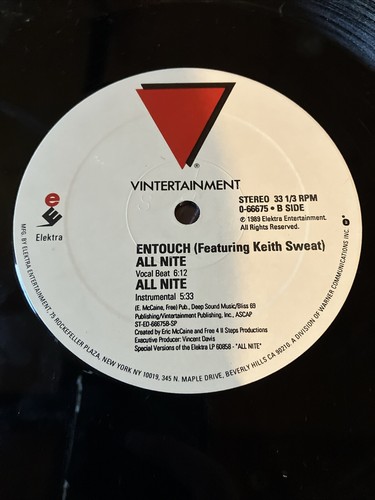 ®
VINTERTAINMENT
STEREO 33 1/3 RPM
0-66675 • B SIDE
℗ 1989 Elektra Entertainment.
All Rights Reserved.
e
Elektra
ENTOUCH (Featuring Keith Sweat)
ALL NITE
Vocal Beat 6:12
ALL NITE
Instrumental 5:33
(E. McCaine, Free) Pub., Deep Sound Music/Bliss 69
Publishing/Vintertainment Publishing, Inc., ASCAP
ST-ED-66675B-SP
Created by Eric McCaine and Free 4 II Steps Productions
Executive Producer: Vincent Davis
Special Versions of the Elektra LP 60858 - "ALL NITE"
MFG. BY ELEKTRA ENTERTAINMENT, 75 ROCKEFELLER PLAZA, NEW YORK NY 10019, 345 N. MAPLE DRIVE, BEVERLY HILLS CA 90210. A DIVISION OF WARNER COMMUNICATIONS INC.